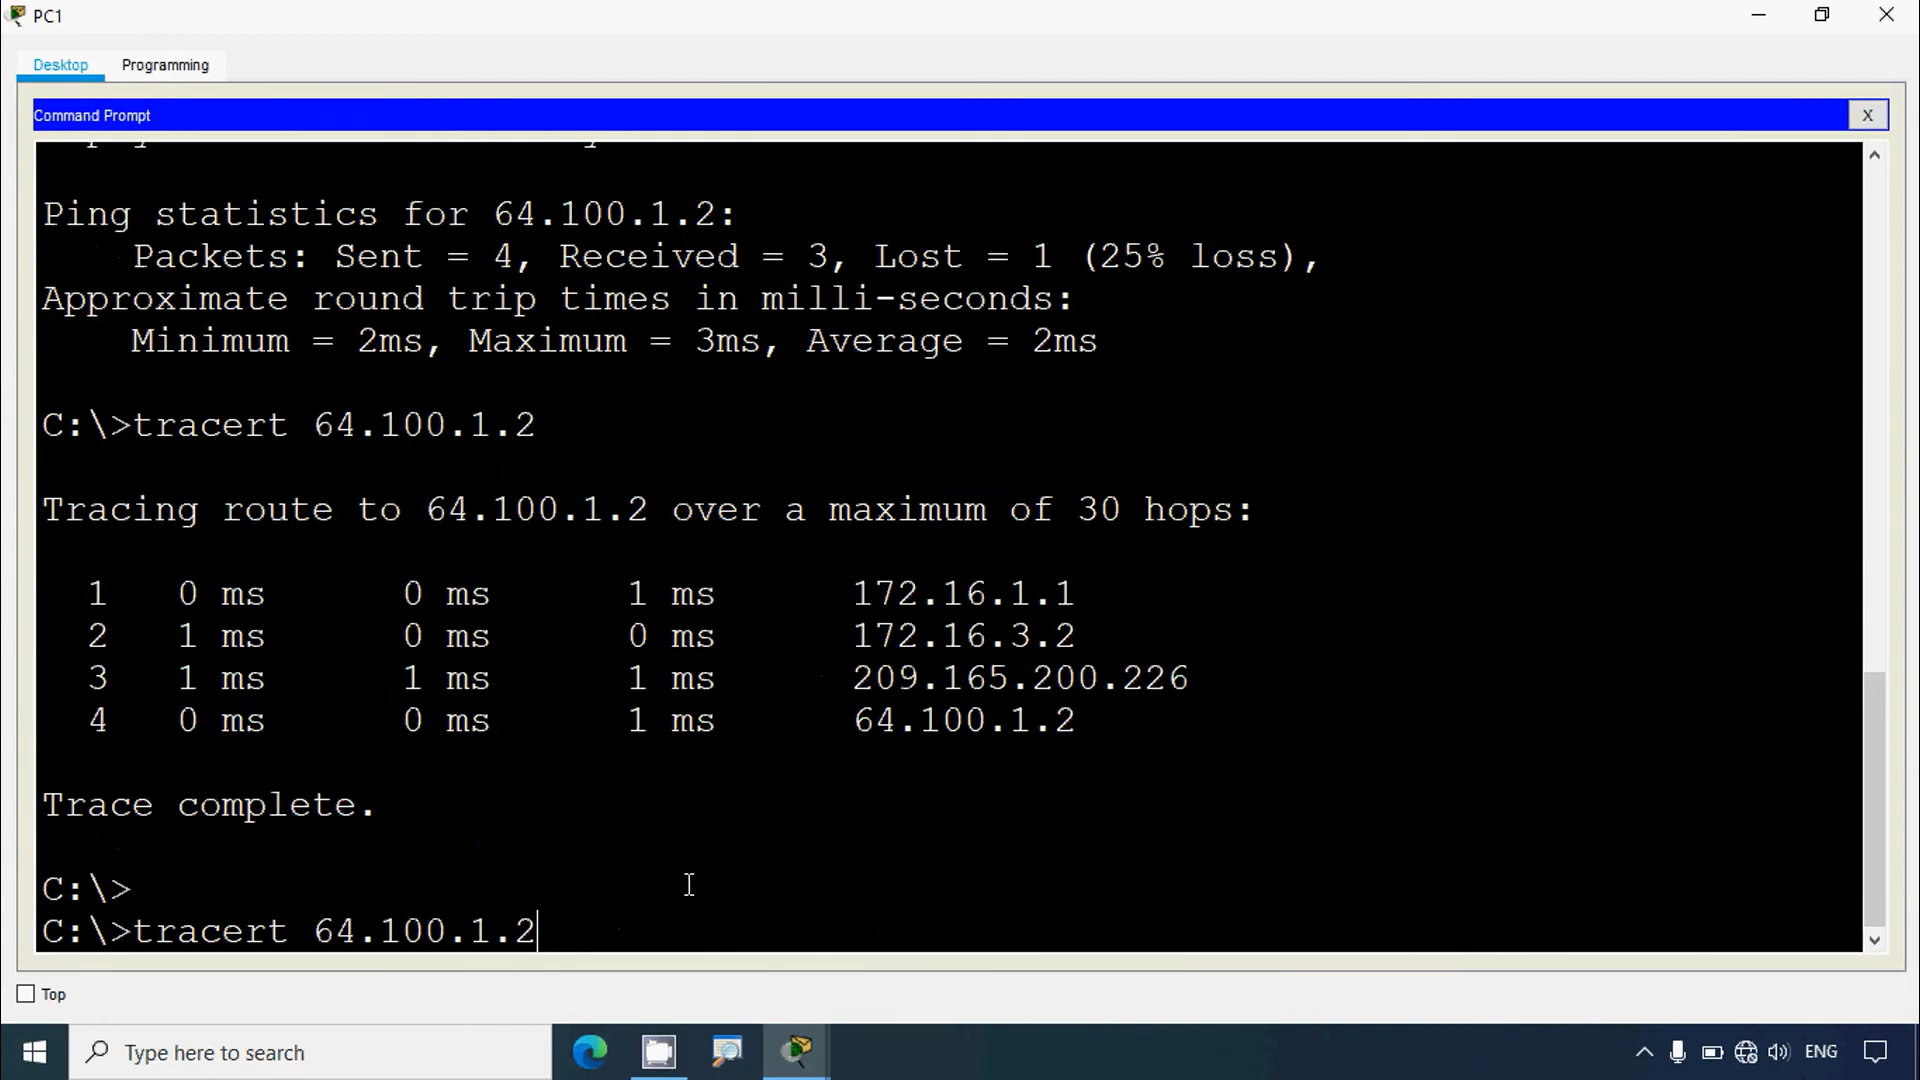 PC1
Desktop Programming
Command Prompt X
Ping statistics for 64.100.1.2:
Packets: Sent = 4, Received = 3, Lost = 1 (25% loss),
Approximate round trip times in milli-seconds:
Minimum = 2ms, Maximum = 3ms, Average = 2ms
C:\>tracert 64.100.1.2
Tracing route to 64.100.1.2 over a maximum of 30 hops:
1 0 ms 0 ms 1 ms 172.16.1.1
2 1 ms 0 ms 0 ms 172.16.3.2
3 1 ms 1 ms 1 ms 209.165.200.226
4 0 ms 0 ms 1 ms 64.100.1.2
Trace complete.
C:\>
C:\>tracert 64.100.1.2
Top
Type here to search ENG